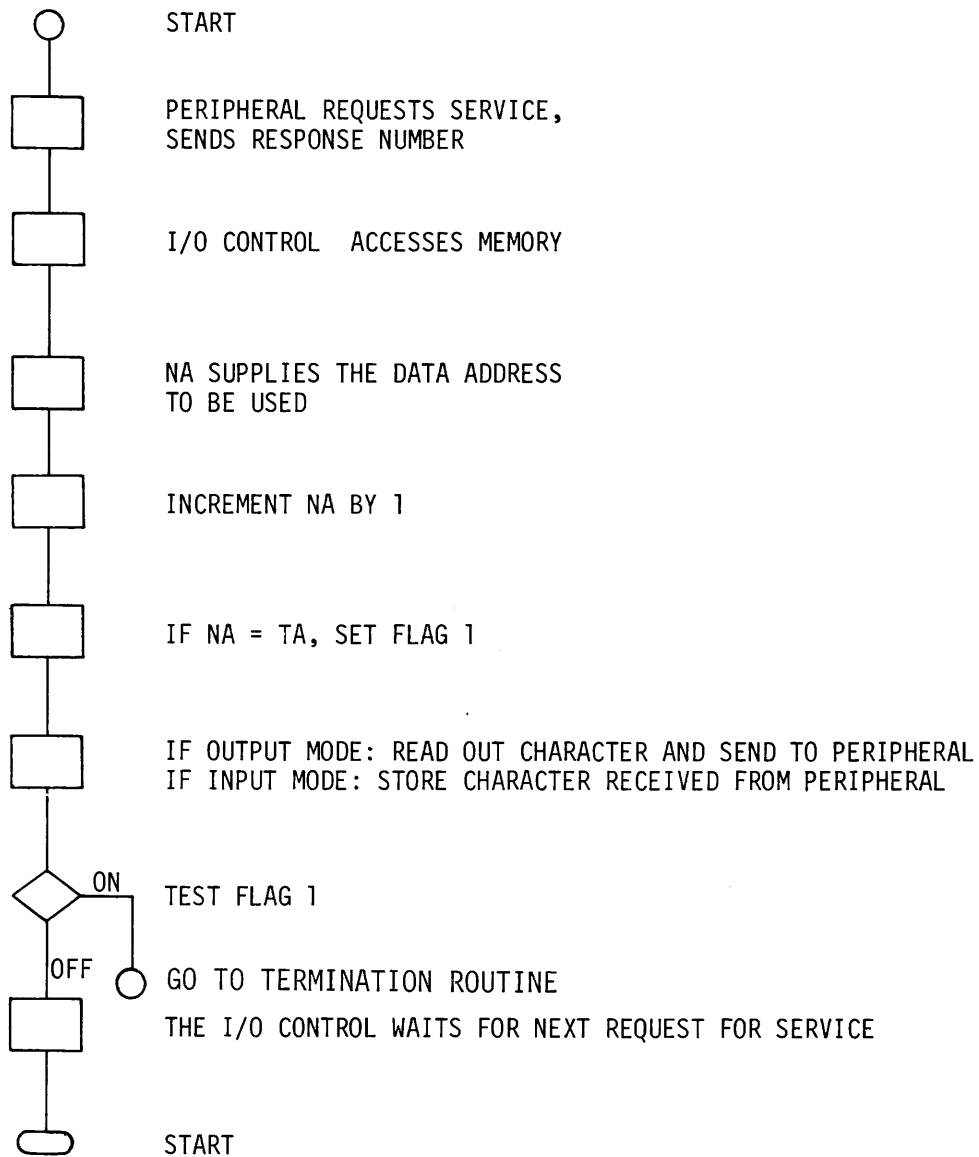 START
PERIPHERAL REQUESTS SERVICE,
SENDS RESPONSE NUMBER
I/O CONTROL ACCESSES MEMORY
NA SUPPLIES THE DATA ADDRESS
TO BE USED
INCREMENT NA BY 1
IF NA = TA, SET FLAG 1
IF OUTPUT MODE: READ OUT CHARACTER AND SEND TO PERIPHERAL
IF INPUT MODE: STORE CHARACTER RECEIVED FROM PERIPHERAL
ON
TEST FLAG 1
OFF
GO TO TERMINATION ROUTINE
THE I/O CONTROL WAITS FOR NEXT REQUEST FOR SERVICE
START